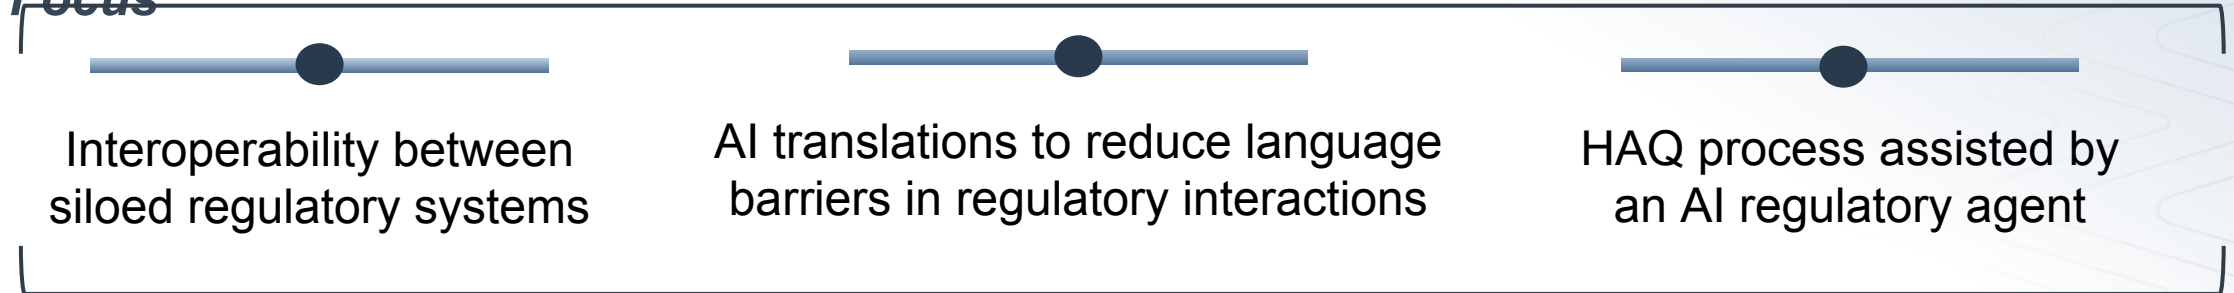 Focus
Interoperability between
siloed regulatory systems
AI translations to reduce language
barriers in regulatory interactions
HAQ process assisted by
an AI regulatory agent